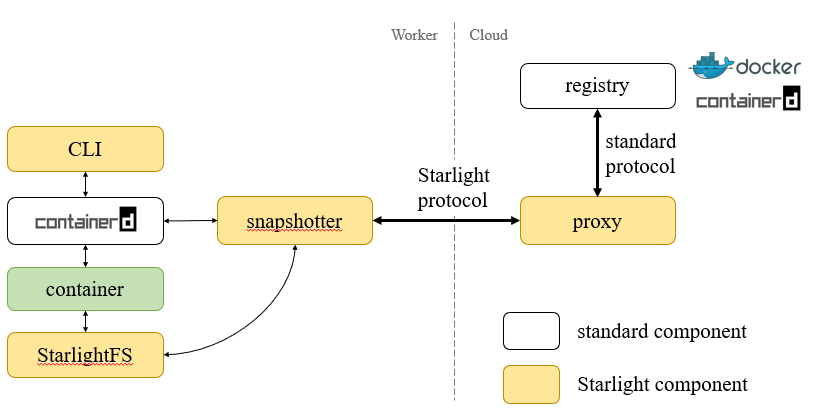 Worker
Cloud
docker
containerd
registry
standard
protocol
CLI
Starlight
protocol
containerd
snapshotter
proxy
container
StarlightFS
standard component
Starlight component